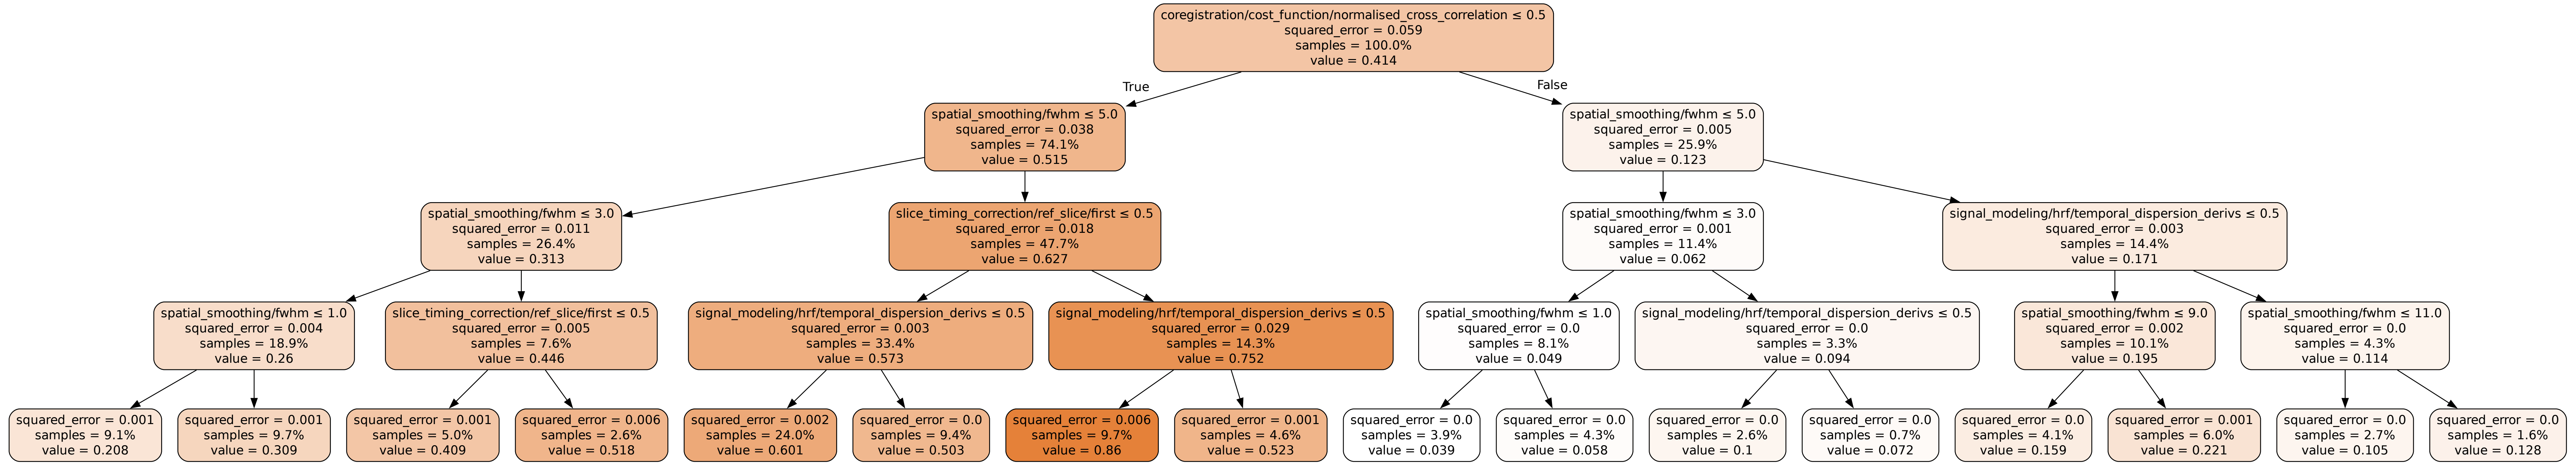 coregistration/cost_function/normalised_cross_correlation ≤ 0.5
squared_error = 0.059
samples = 100.0%
value = 0.414
True
False
spatial_smoothing/fwhm ≤ 5.0
squared_error = 0.038
samples = 74.1%
value = 0.515
spatial_smoothing/fwhm ≤ 5.0
squared_error = 0.005
samples = 25.9%
value = 0.123
spatial_smoothing/fwhm ≤ 3.0
squared_error = 0.011
samples = 26.4%
value = 0.313
slice_timing_correction/ref_slice/first ≤ 0.5
squared_error = 0.018
samples = 47.7%
value = 0.627
spatial_smoothing/fwhm ≤ 3.0
squared_error = 0.001
samples = 11.4%
value = 0.062
signal_modeling/hrf/temporal_dispersion_derivs ≤ 0.5
squared_error = 0.003
samples = 14.4%
value = 0.171
spatial_smoothing/fwhm ≤ 1.0
squared_error = 0.004
samples = 18.9%
value = 0.26
slice_timing_correction/ref_slice/first ≤ 0.5
squared_error = 0.005
samples = 7.6%
value = 0.446
signal_modeling/hrf/temporal_dispersion_derivs ≤ 0.5
squared_error = 0.003
samples = 33.4%
value = 0.573
signal_modeling/hrf/temporal_dispersion_derivs ≤ 0.5
squared_error = 0.029
samples = 14.3%
value = 0.752
spatial_smoothing/fwhm ≤ 1.0
squared_error = 0.0
samples = 8.1%
value = 0.049
signal_modeling/hrf/temporal_dispersion_derivs ≤ 0.5
squared_error = 0.0
samples = 3.3%
value = 0.094
spatial_smoothing/fwhm ≤ 9.0
squared_error = 0.002
samples = 10.1%
value = 0.195
spatial_smoothing/fwhm ≤ 11.0
squared_error = 0.0
samples = 4.3%
value = 0.114
squared_error = 0.001
samples = 9.1%
value = 0.208
squared_error = 0.001
samples = 9.7%
value = 0.309
squared_error = 0.001
samples = 5.0%
value = 0.409
squared_error = 0.006
samples = 2.6%
value = 0.518
squared_error = 0.002
samples = 24.0%
value = 0.601
squared_error = 0.0
samples = 9.4%
value = 0.503
squared_error = 0.006
samples = 9.7%
value = 0.86
squared_error = 0.001
samples = 4.6%
value = 0.523
squared_error = 0.0
samples = 3.9%
value = 0.039
squared_error = 0.0
samples = 4.3%
value = 0.058
squared_error = 0.0
samples = 2.6%
value = 0.1
squared_error = 0.0
samples = 0.7%
value = 0.072
squared_error = 0.0
samples = 4.1%
value = 0.159
squared_error = 0.001
samples = 6.0%
value = 0.221
squared_error = 0.0
samples = 2.7%
value = 0.105
squared_error = 0.0
samples = 1.6%
value = 0.128